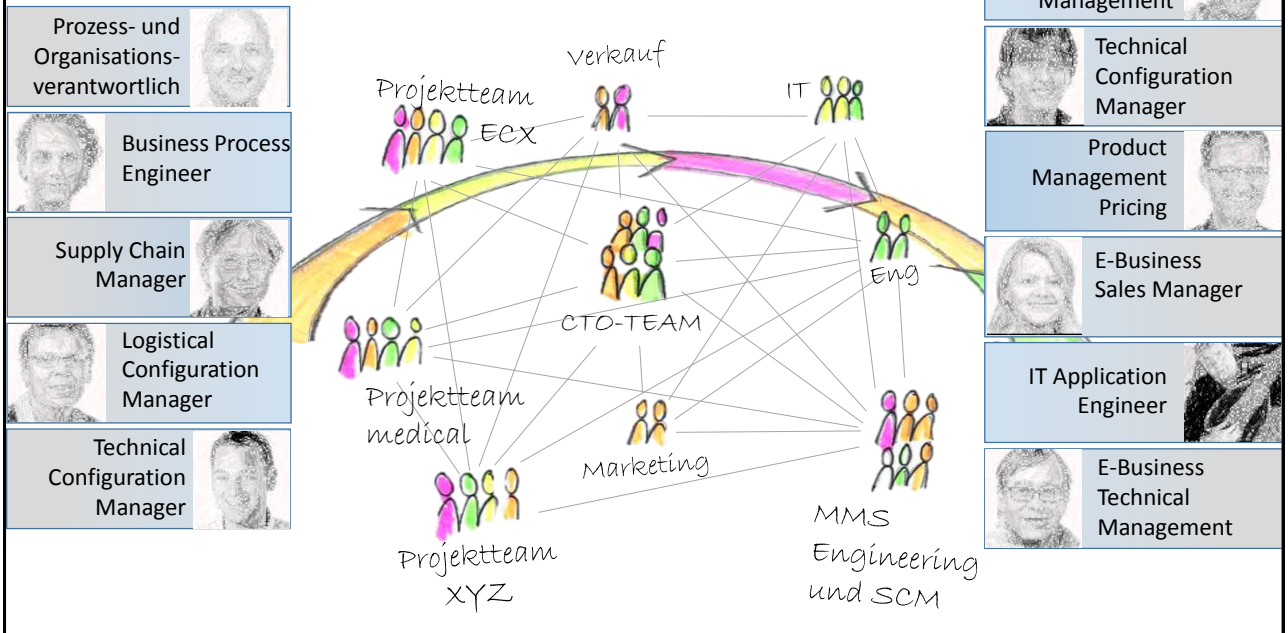 Prozess- und
Organisations-
verantwortlich
Business Process
Engineer
Supply Chain
Manager
Logistical
Configuration
Manager
Technical
Configuration
Manager
Verkauf
Projektteam
ECX
IT
Eng
CTO-TEAM
Projektteam
medical
Marketing
Projektteam
XYZ
MMS
Engineering
und SCM
Management
Technical
Configuration
Manager
Product
Management
Pricing
E-Business
Sales Manager
IT Application
Engineer
E-Business
Technical
Management